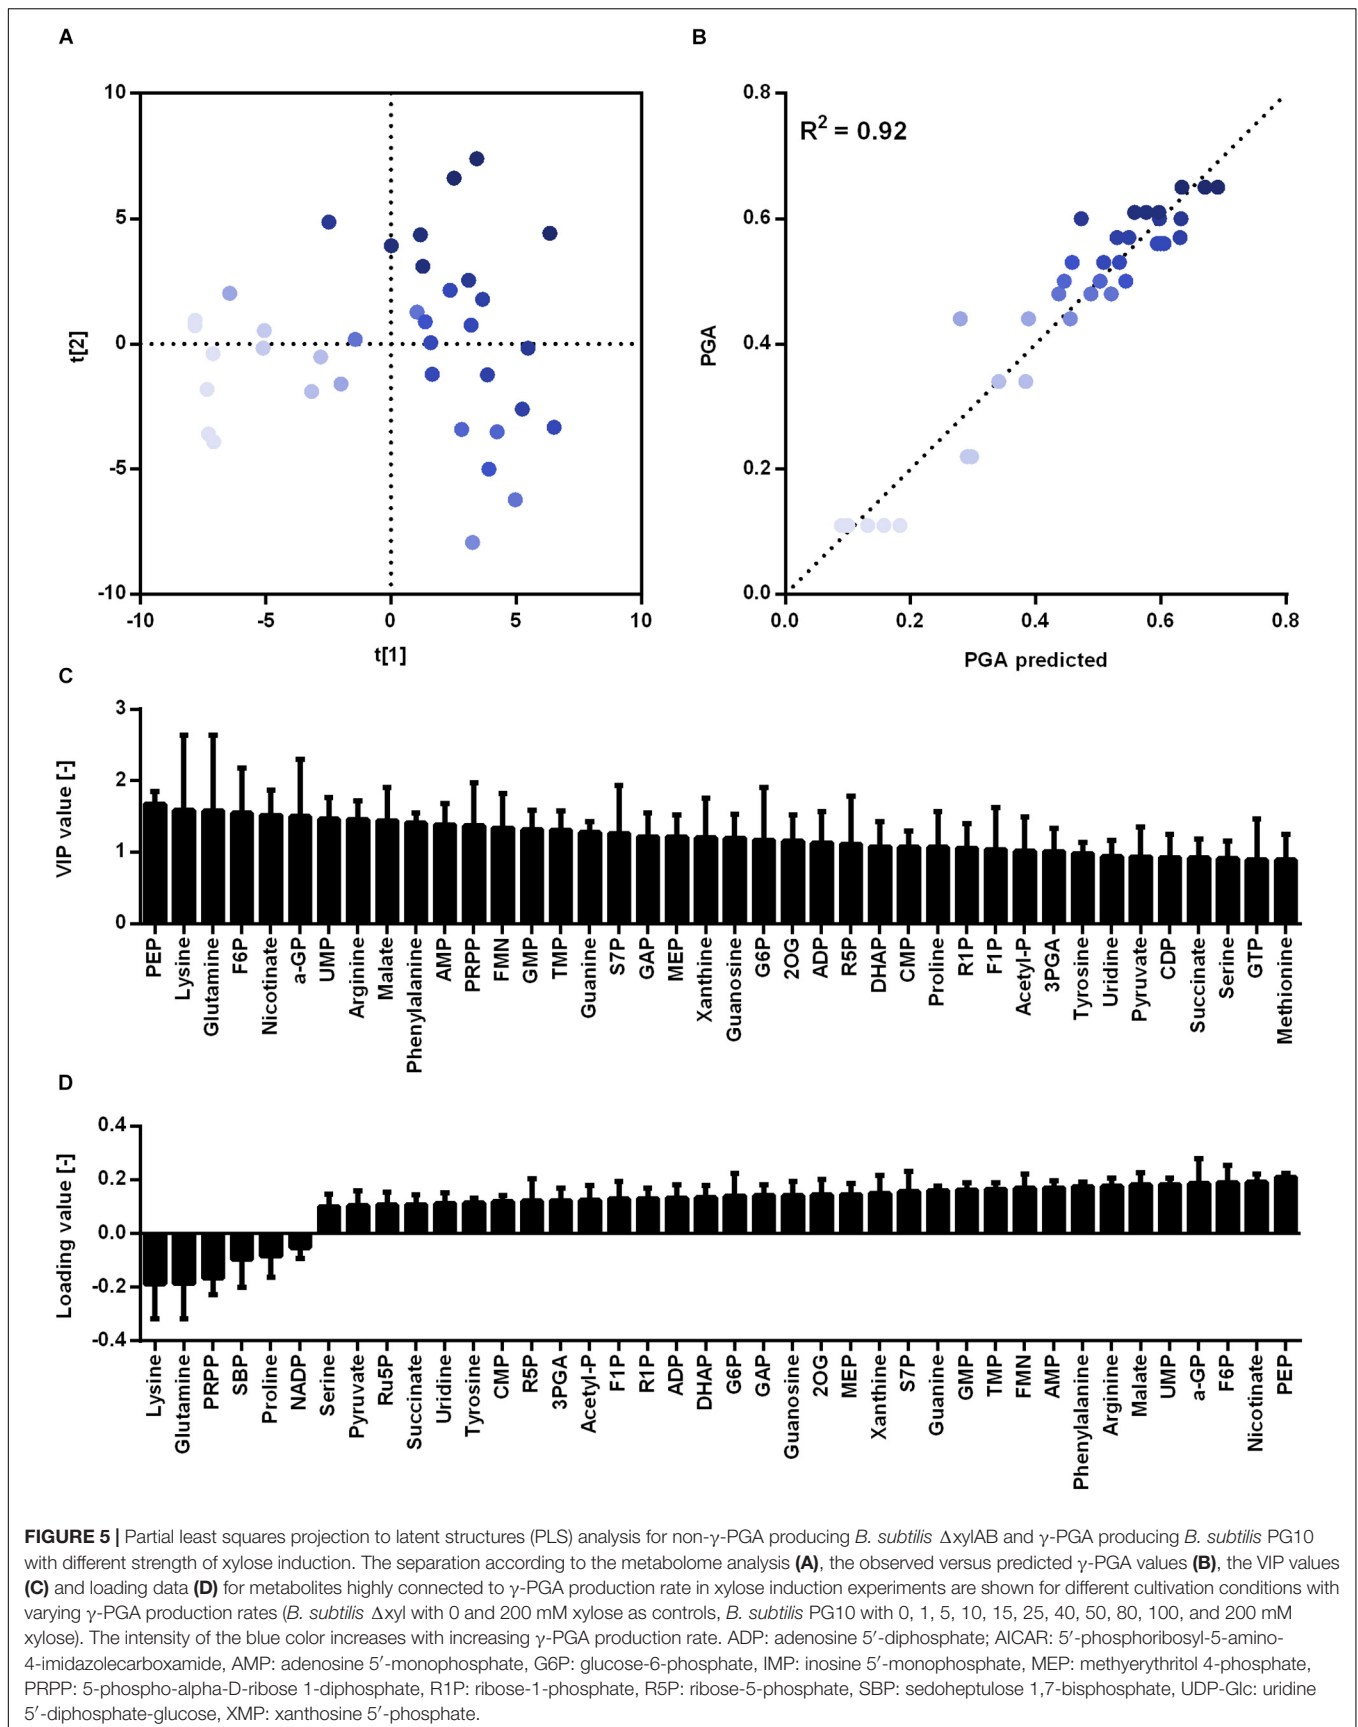 A
B
10
5
0
-5
-10
t[2]
-10
-5
0
5
10
t[1]
0.8
0.6
0.4
0.2
0.0
PGA
R² = 0.92
0.0
0.2
0.4
0.6
0.8
PGA predicted
C
3
2
1
0
VIP value [-]
PEP
Lysine
Glutamine
F6P
Nicotinate
a-GP
UMP
Arginine
Malate
Phenylalanine
AMP
PRPP
FMN
GMP
TMP
Guanine
S7P
GAP
MEP
Xanthine
Guanosine
G6P
2OG
ADP
R5P
DHAP
CMP
Proline
R1P
F1P
Acetyl-P
3PGA
Tyrosine
Uridine
Pyruvate
CDP
Succinate
Serine
GTP
Methionine
D
0.4
0.2
0.0
-0.2
-0.4
Loading value [-]
Lysine
Glutamine
PRPP
SBP
Proline
NADP
Serine
Pyruvate
Ru5P
Succinate
Uridine
Tyrosine
CMP
R5P
3PGA
Acetyl-P
F1P
R1P
ADP
DHAP
G6P
GAP
Guanosine
2OG
MEP
Xanthine
S7P
Guanine
GMP
TMP
FMN
AMP
Phenylalanine
Arginine
Malate
UMP
a-GP
F6P
Nicotinate
PEP
FIGURE 5 | Partial least squares projection to latent structures (PLS) analysis for non-γ-PGA producing B. subtilis ΔxylAB and γ-PGA producing B. subtilis PG10
with different strength of xylose induction. The separation according to the metabolome analysis (A), the observed versus predicted γ-PGA values (B), the VIP values
(C) and loading data (D) for metabolites highly connected to γ-PGA production rate in xylose induction experiments are shown for different cultivation conditions with
varying γ-PGA production rates (B. subtilis Δxyl with 0 and 200 mM xylose as controls, B. subtilis PG10 with 0, 1, 5, 10, 15, 25, 40, 50, 80, 100, and 200 mM
xylose). The intensity of the blue color increases with increasing γ-PGA production rate. ADP: adenosine 5′-diphosphate; AICAR: 5′-phosphoribosyl-5-amino-
4-imidazolecarboxamide, AMP: adenosine 5′-monophosphate, G6P: glucose-6-phosphate, IMP: inosine 5′-monophosphate, MEP: methyerythritol 4-phosphate,
PRPP: 5-phospho-alpha-D-ribose 1-diphosphate, R1P: ribose-1-phosphate, R5P: ribose-5-phosphate, SBP: sedoheptulose 1,7-bisphosphate, UDP-Glc: uridine
5′-diphosphate-glucose, XMP: xanthosine 5′-phosphate.